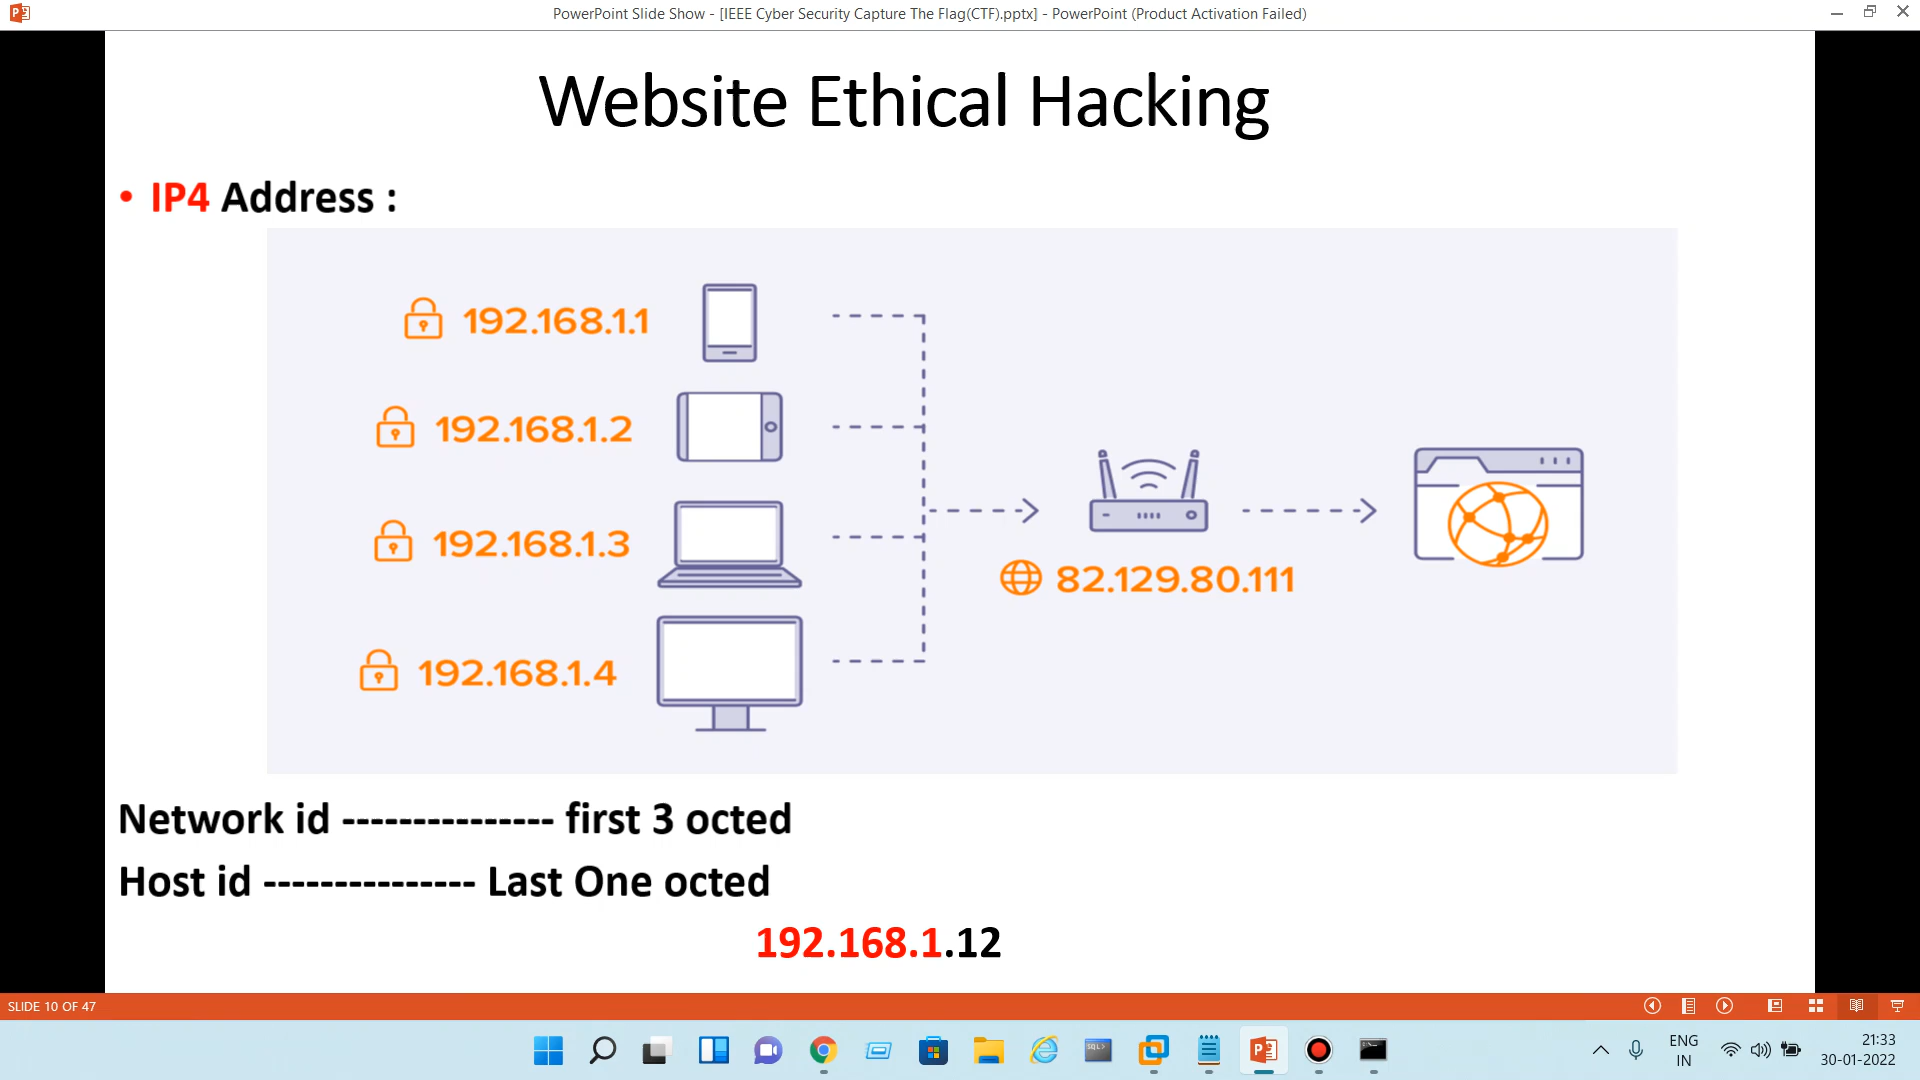 PowerPoint Slide Show - [IEEE Cyber Security Capture The Flag(CTF).pptx] - PowerPoint (Product Activation Failed)
Website Ethical Hacking
• IP4 Address :
192.168.1.1
192.168.1.2
192.168.1.3
192.168.1.4
82.129.80.111
Network id --------------- first 3 octed
Host id --------------- Last One octed
192.168.1.12
SLIDE 10 OF 47
ENG
IN
21:33
30-01-2022